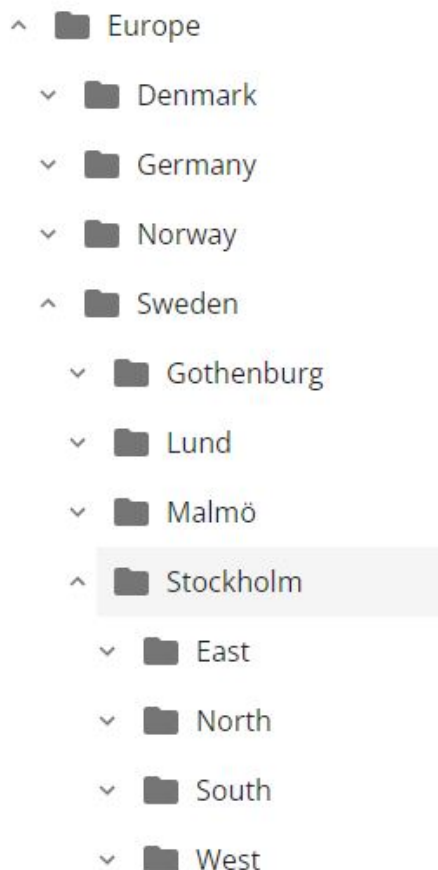 Europe
Denmark
Germany
Norway
Sweden
Gothenburg
Lund
Malmö
Stockholm
East
North
South
West